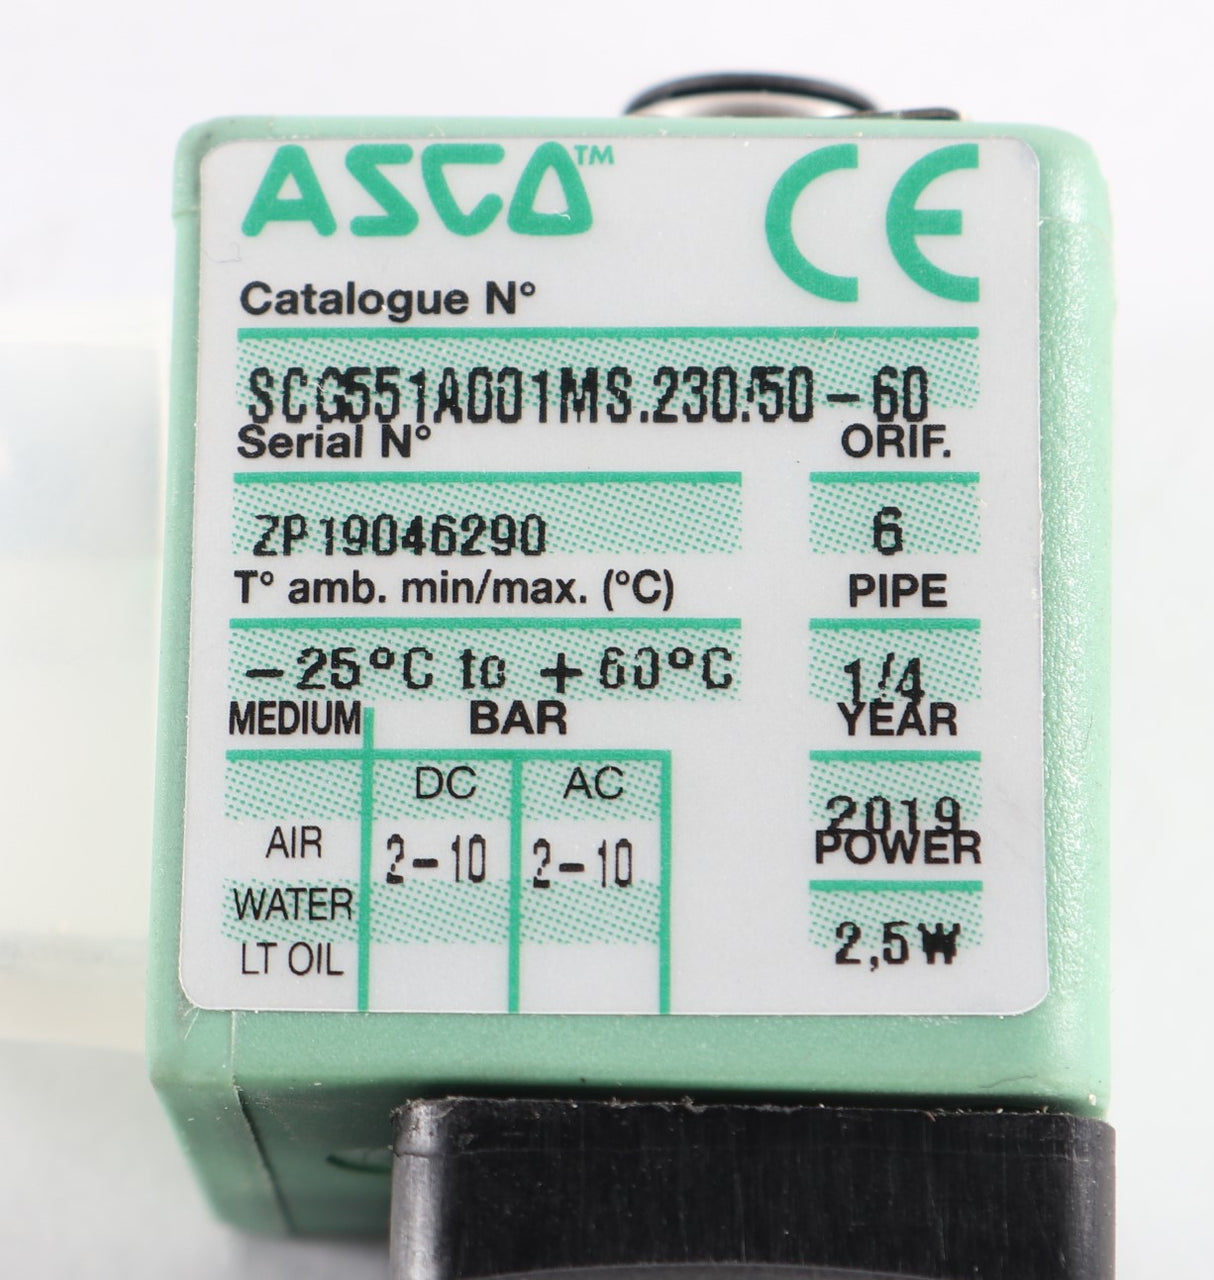 ASCO™ CE
Catalogue N°
SCG551A001MS.230/50-60
Serial N° ORIF.
ZP19046290 6
T° amb. min/max. (°C) PIPE
-25°C to +60°C 1/4
MEDIUM BAR YEAR
DC AC 2019
AIR 2-10 2-10 POWER
WATER
LT OIL 2,5W